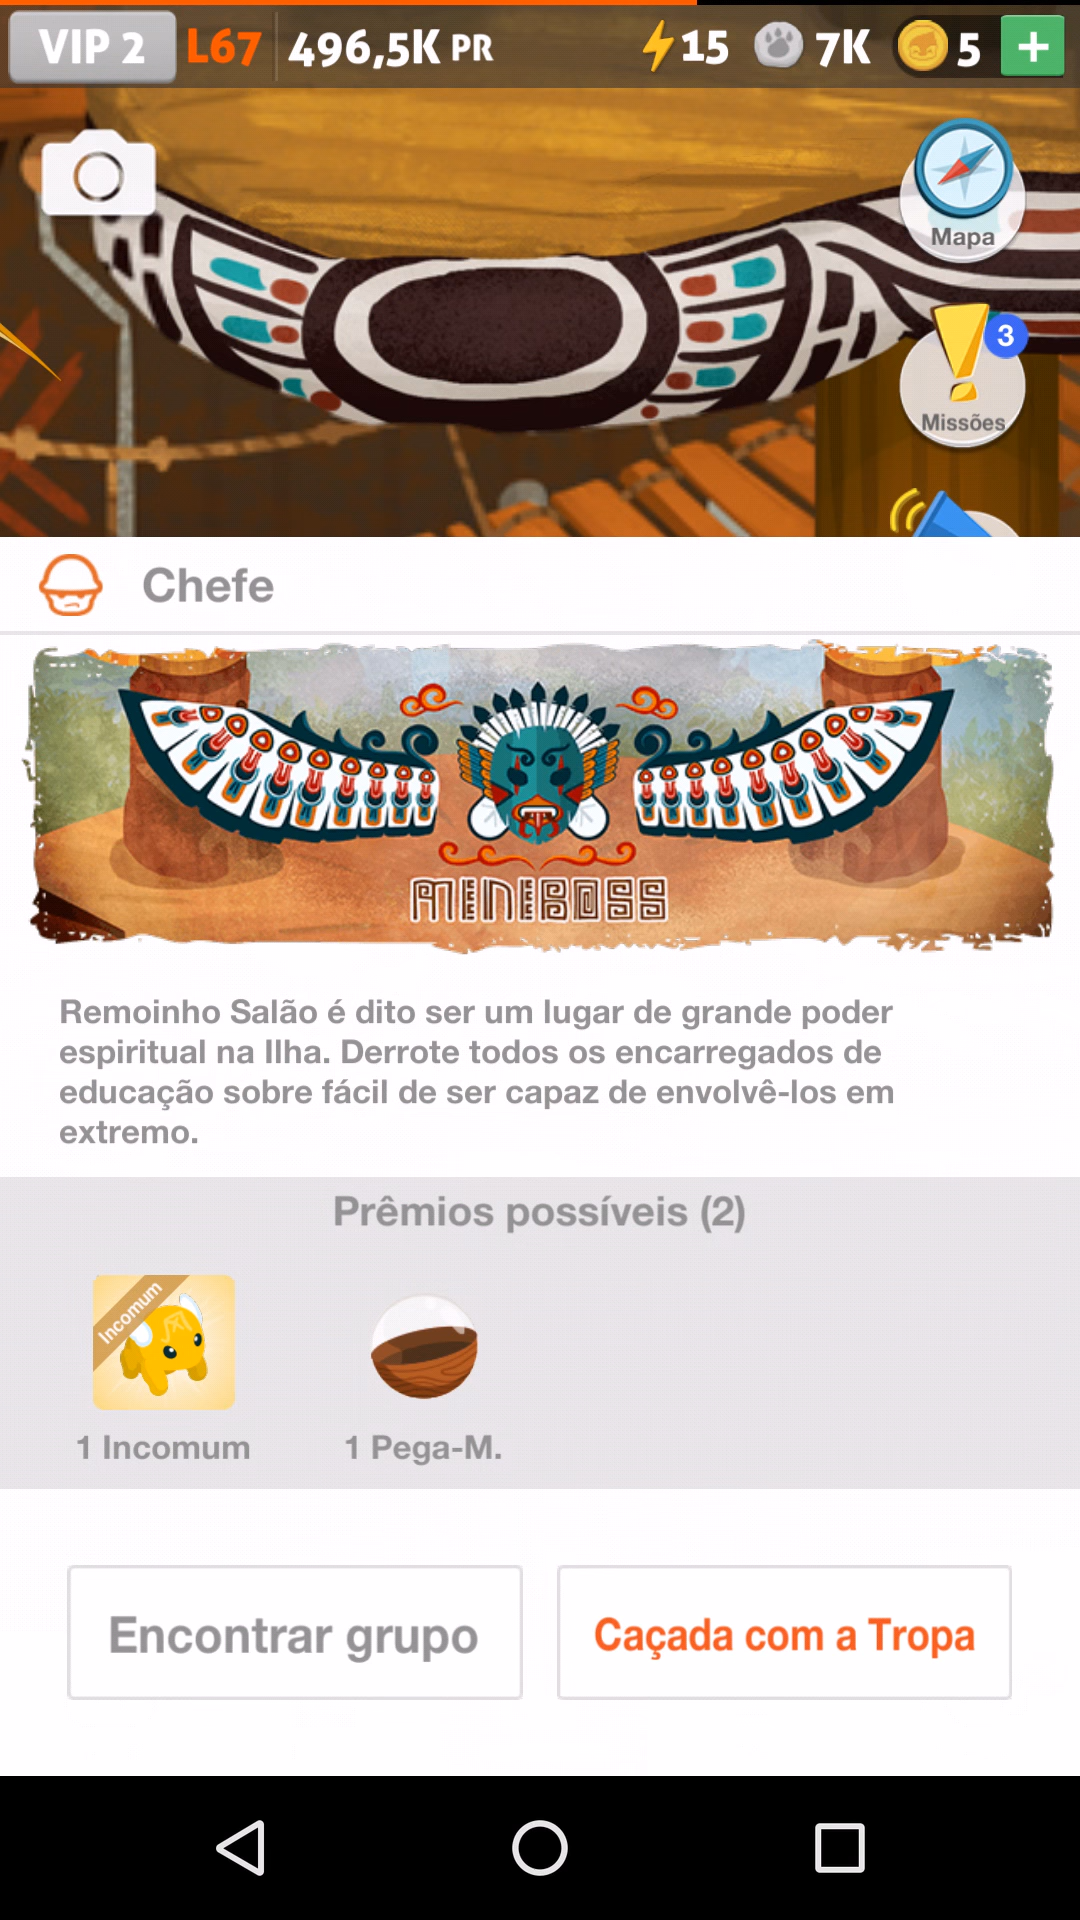 VIP 2 L67 496,5K PR 15 7K 5 +
Mapa
3
Missões
Chefe
MINIBOSS
Remoinho Salão é dito ser um lugar de grande poder
espiritual na Ilha. Derrote todos os encarregados de
educação sobre fácil de ser capaz de envolvê-los em
extremo.
Prêmios possíveis (2)
Incomum
1 Incomum 1 Pega-M.
Encontrar grupo Caçada com a Tropa